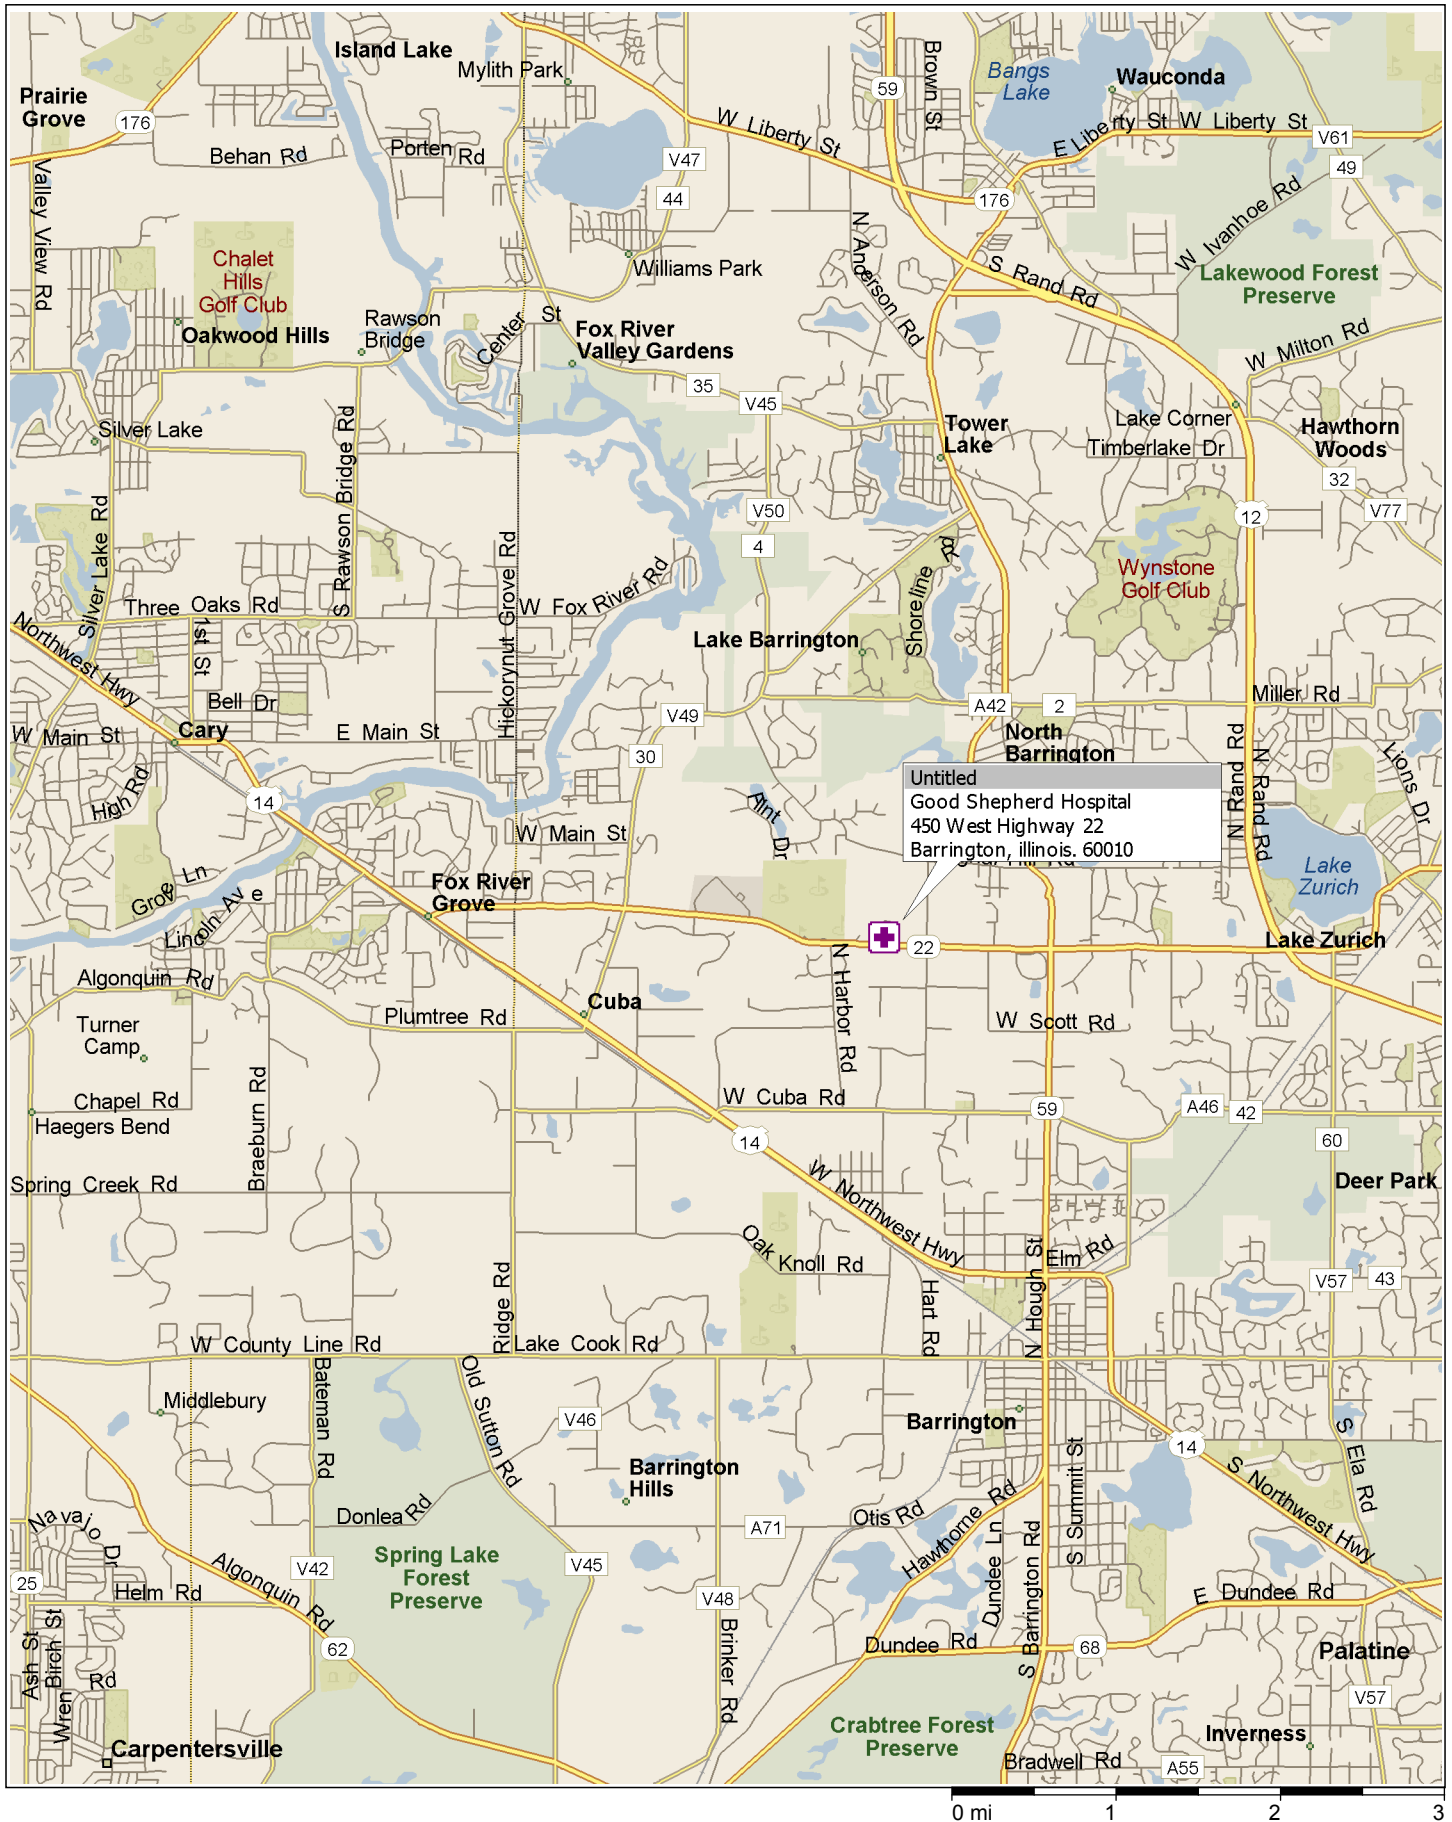 Island Lake
Mylith Park
Prairie
Grove
176
Behan Rd
Porten Rd
59
Brown St
Bangs
Lake
Wauconda
W Liberty St
E Liberty St
W Liberty St
V61
49
V47
44
176
Valley View Rd
Chalet
Hills
Golf Club
Williams Park
N Anderson Rd
S Rand Rd
W Ivanhoe Rd
Lakewood Forest
Preserve
Oakwood Hills
Rawson
Bridge
Center St
Fox River
Valley Gardens
W Milton Rd
35
V45
Silver Lake
Tower
Lake
Lake Corner
Timberlake Dr
Hawthorn
Woods
32
V77
S Rawson Bridge Rd
Silver Lake Rd
V50
4
12
Hickorynut Grove Rd
Wynstone
Golf Club
Shoreline Rd
Three Oaks Rd
W Fox River Rd
Northwest Hwy
1st St
Lake Barrington
Bell Dr
Miller Rd
A42
2
V49
W Main St
Cary
E Main St
30
North
Barrington
N Rand Rd
N Rand Rd
Lions Dr
High Rd
14
Untitled
Good Shepherd Hospital
450 West Highway 22
Barrington, illinois. 60010
Flint Dr
W Main St
Lake
Zurich
Grove Ln
Lincoln Ave
Fox River
Grove
22
Lake Zurich
N Harbor Rd
Algonquin Rd
Cuba
Plumtree Rd
W Scott Rd
Turner
Camp
Chapel Rd
Haegers Bend
Braeburn Rd
W Cuba Rd
59
A46
42
14
60
Spring Creek Rd
Deer Park
W Northwest Hwy
Oak Knoll Rd
Elm Rd
N Hough St
Hart Rd
V57
43
Ridge Rd
W County Line Rd
Lake Cook Rd
Bateman Rd
Old Sutton Rd
Middlebury
V46
Barrington
14
Barrington
Hills
S Summit St
S Northwest Hwy
S Ela Rd
Donlea Rd
A71
Otis Rd
Hawthorne Rd
Dundee Ln
S Barrington Rd
Navajo Dr
25
Helm Rd
Algonquin Rd
V42
Spring Lake
Forest
Preserve
V45
V48
E Dundee Rd
Ash St
Birch St
Wren Rd
62
Brinker Rd
Dundee Rd
68
Palatine
V57
Crabtree Forest
Preserve
Inverness
Carpentersville
Bradwell Rd
A55
0 mi
1
2
3